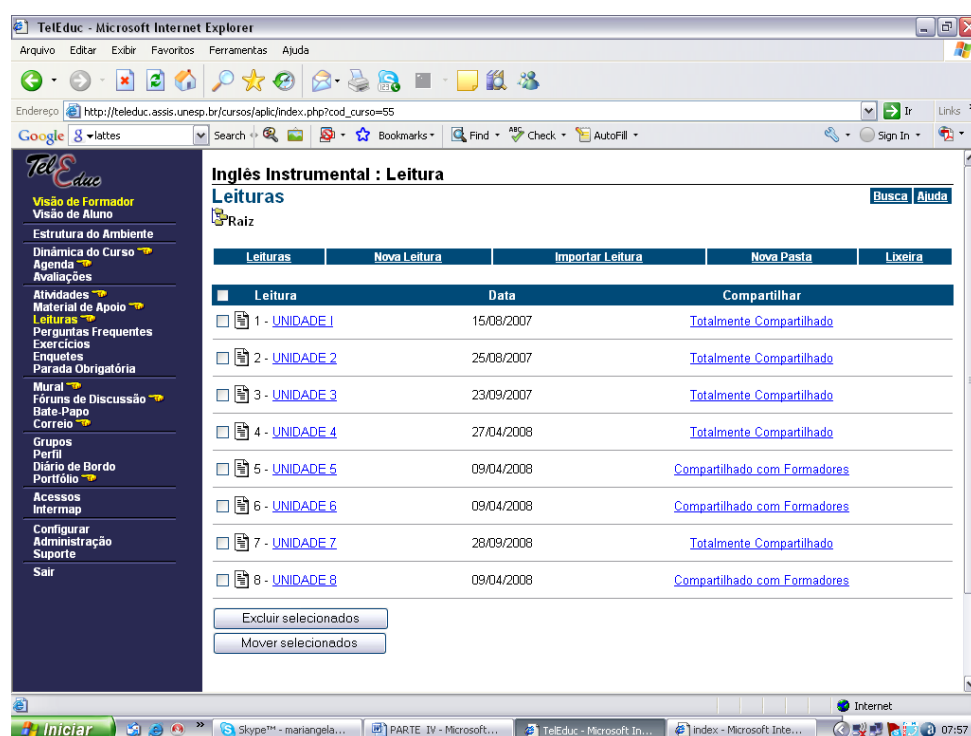 TelEduc - Microsoft Internet Explorer
Arquivo Editar Exibir Favoritos Ferramentas Ajuda
Endereço http://teleduc.assis.unesp.br/cursos/aplic/index.php?cod_curso=55 Ir Links
Google lattes Search Bookmarks Find Check AutoFill Sign In
TelEduc
Visão de Formador
Visão de Aluno
Estrutura do Ambiente
Dinâmica do Curso
Agenda
Avaliações
Atividades
Material de Apoio
Leituras
Perguntas Frequentes
Exercícios
Enquetes
Parada Obrigatória
Mural
Fóruns de Discussão
Bate-Papo
Correio
Grupos
Perfil
Diário de Bordo
Portfólio
Acessos
Intermap
Configurar
Administração
Suporte
Sair
Inglês Instrumental : Leitura
Leituras
Busca Ajuda
Raiz
Leituras Nova Leitura Importar Leitura Nova Pasta Lixeira
Leitura Data Compartilhar
1 - UNIDADE I 15/08/2007 Totalmente Compartilhado
2 - UNIDADE 2 25/08/2007 Totalmente Compartilhado
3 - UNIDADE 3 23/09/2007 Totalmente Compartilhado
4 - UNIDADE 4 27/04/2008 Totalmente Compartilhado
5 - UNIDADE 5 09/04/2008 Compartilhado com Formadores
6 - UNIDADE 6 09/04/2008 Compartilhado com Formadores
7 - UNIDADE 7 28/09/2008 Totalmente Compartilhado
8 - UNIDADE 8 09/04/2008 Compartilhado com Formadores
Excluir selecionados
Mover selecionados
Internet
Iniciar Skype™ - mariangela... PARTE IV - Microsoft... TelEduc - Microsoft In... index - Microsoft Inte... 07:57